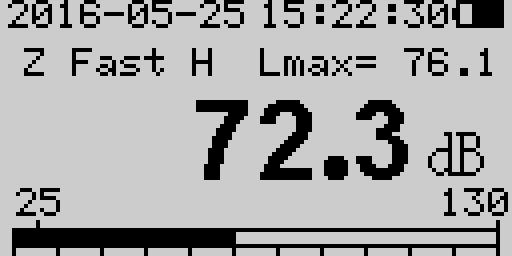 2016-05-25 15:22:30
Z Fast H Lmax= 76.1
72.3 dB
25 130